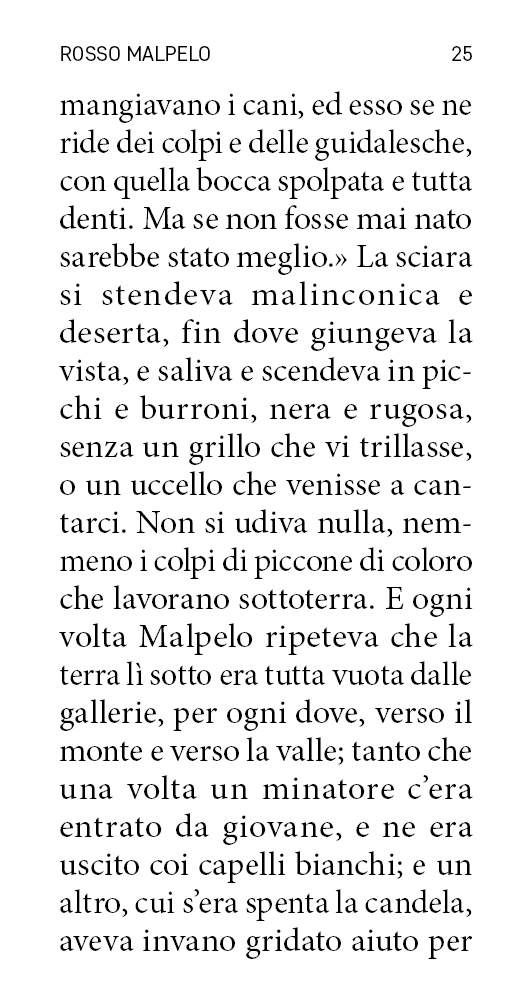 ROSSO MALPELO 25
mangiavano i cani, ed esso se ne
ride dei colpi e delle guidalesche,
con quella bocca spolpata e tutta
denti. Ma se non fosse mai nato
sarebbe stato meglio.» La sciara
si stendeva malinconica e
deserta, fin dove giungeva la
vista, e saliva e scendeva in pic-
chi e burroni, nera e rugosa,
senza un grillo che vi trillasse,
o un uccello che venisse a can-
tarci. Non si udiva nulla, nem-
meno i colpi di piccone di coloro
che lavorano sottoterra. E ogni
volta Malpelo ripeteva che la
terra lì sotto era tutta vuota dalle
gallerie, per ogni dove, verso il
monte e verso la valle; tanto che
una volta un minatore c’era
entrato da giovane, e ne era
uscito coi capelli bianchi; e un
altro, cui s’era spenta la candela,
aveva invano gridato aiuto per